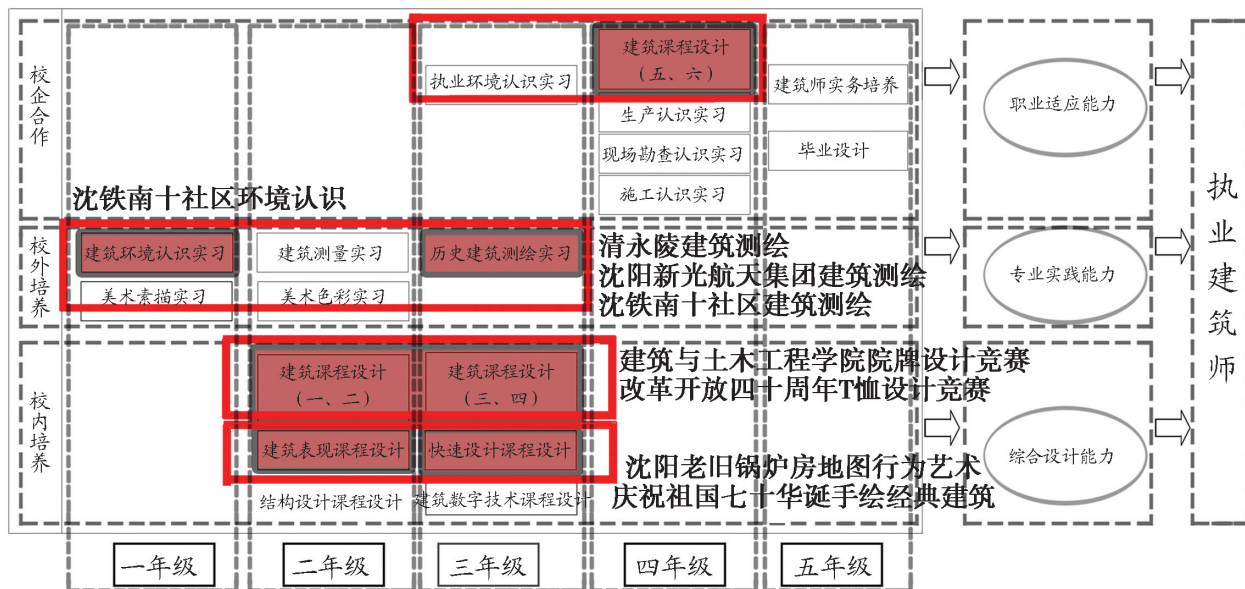 校企合作
执业环境认识实习
建筑课程设计
（五、六）
生产认识实习
现场勘查认识实习
施工认识实习
建筑师实务培养
毕业设计
职业适应能力
沈铁南十社区环境认识
校外培养
建筑环境认识实习
美术素描实习
建筑测量实习
美术色彩实习
历史建筑测绘实习
清永陵建筑测绘
沈阳新光航天集团建筑测绘
沈铁南十社区建筑测绘
专业实践能力
执业建筑师
校内培养
建筑课程设计
（一、二）
建筑课程设计
（三、四）
建筑与土木工程学院院牌设计竞赛
改革开放四十周年T恤设计竞赛
建筑表现课程设计
快速设计课程设计
结构设计课程设计
建筑数字技术课程设计
沈阳老旧锅炉房地图行为艺术
庆祝祖国七十华诞手绘经典建筑
综合设计能力
一年级
二年级
三年级
四年级
五年级